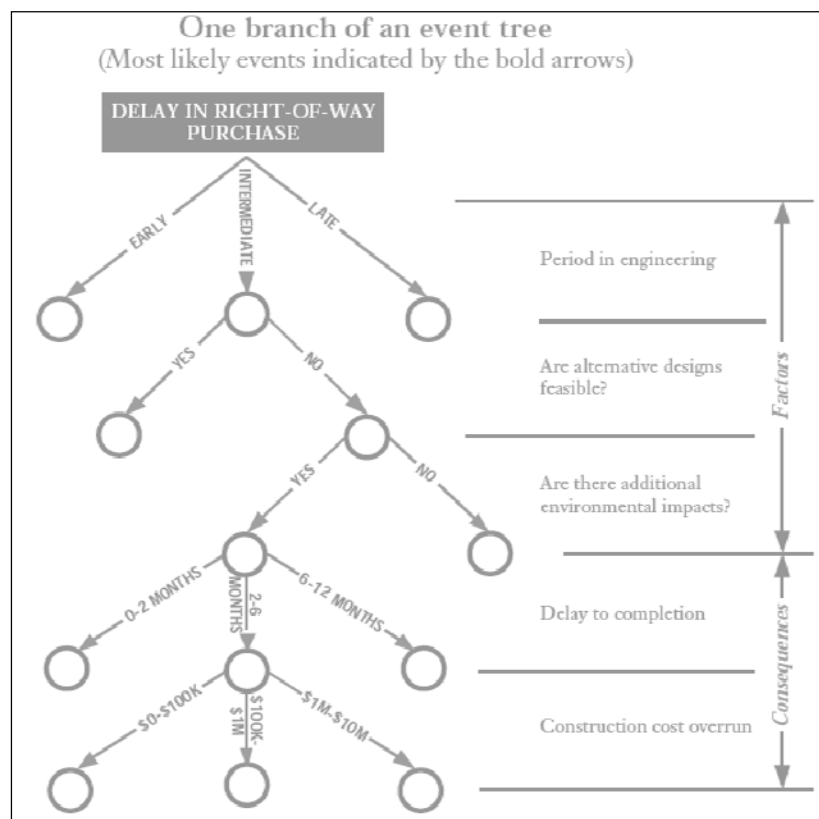 One branch of an event tree
(Most likely events indicated by the bold arrows)
DELAY IN RIGHT-OF-WAY
PURCHASE
EARLY
INTERMEDIATE
LATE
Period in engineering
YES
NO
Are alternative designs
feasible?
Factors
YES
NO
Are there additional
environmental impacts?
0-2 MONTHS
2-6
MONTHS
6-12 MONTHS
Delay to completion
Consequences
$0-$100K
$100K-
$1M
$1M-$10M
Construction cost overrun